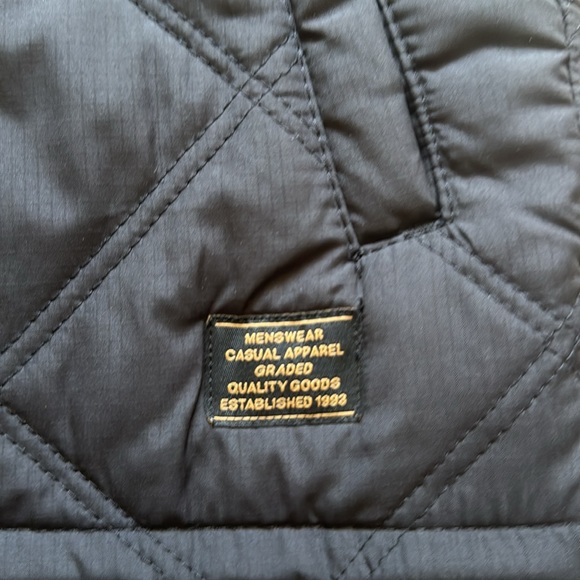 MENSWEAR
CASUAL APPAREL
GRADED
QUALITY GOODS
ESTABLISHED 1993